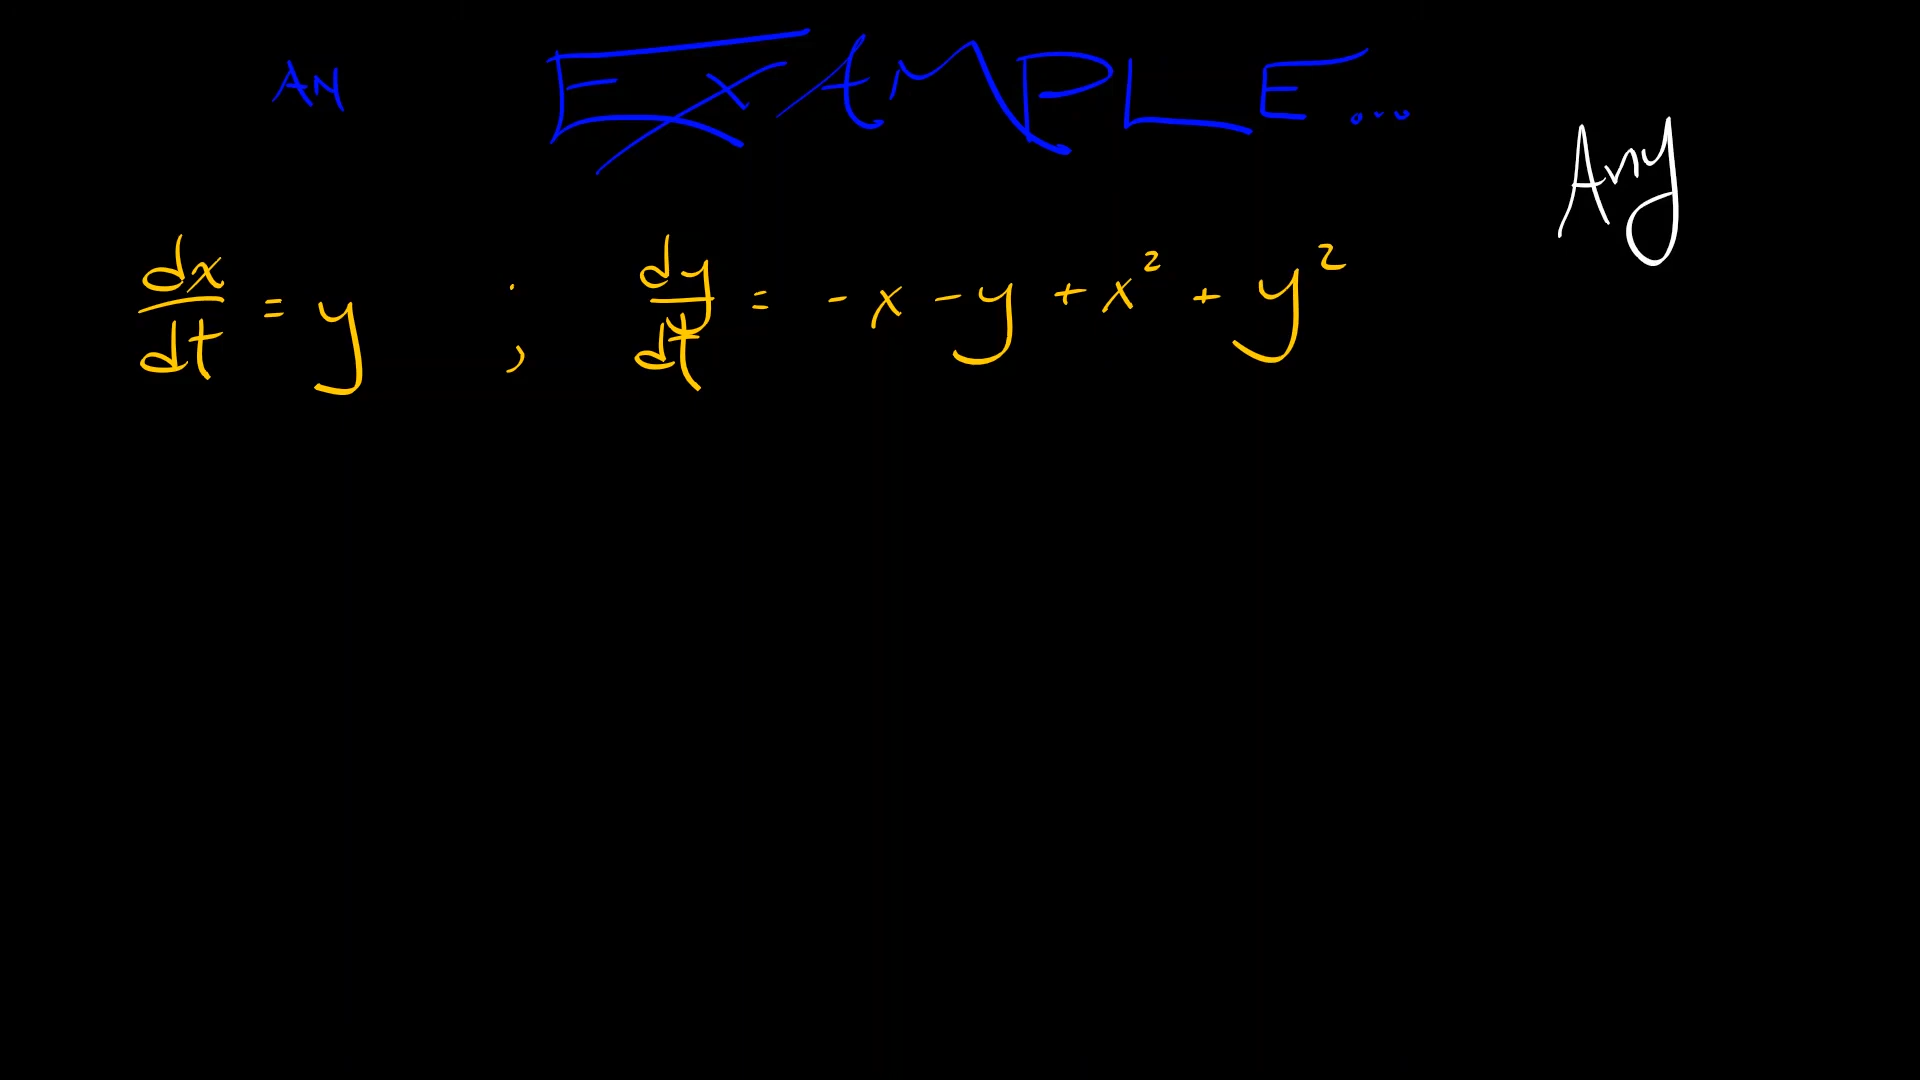 AN EXAMPLE...
Any
dx/dt = y ; dy/dt = -x - y + x² + y²